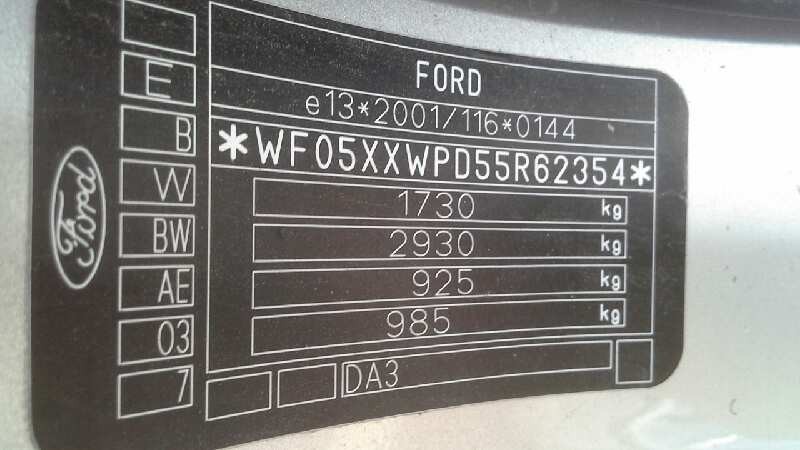 FORD
e13*2001/116*0144
*WF05XXWPD55R62354*
1730 kg
2930 kg
925 kg
985 kg
DA3
E
B
W
BW
AE
03
7
Ford